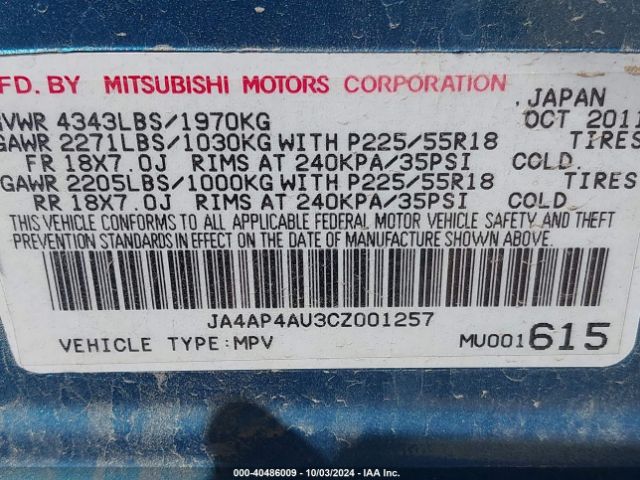 MFD. BY MITSUBISHI MOTORS CORPORATION
, JAPAN
GVWR 4343LBS/1970KG OCT 2011
GAWR 2271LBS/1030KG WITH P225/55R18 TIRES
FR 18X7.0J RIMS AT 240KPA/35PSI COLD.
GAWR 2205LBS/1000KG WITH P225/55R18 TIRES
RR 18X7.0J RIMS AT 240KPA/35PSI COLD.
THIS VEHICLE CONFORMS TO ALL APPLICABLE FEDERAL MOTOR VEHICLE SAFETY AND THEFT
PREVENTION STANDARDS IN EFFECT ON THE DATE OF MANUFACTURE SHOWN ABOVE.
JA4AP4AU3CZ001257
VEHICLE TYPE:MPV MU001615
000-40486009 - 10/03/2024 - IAA Inc.